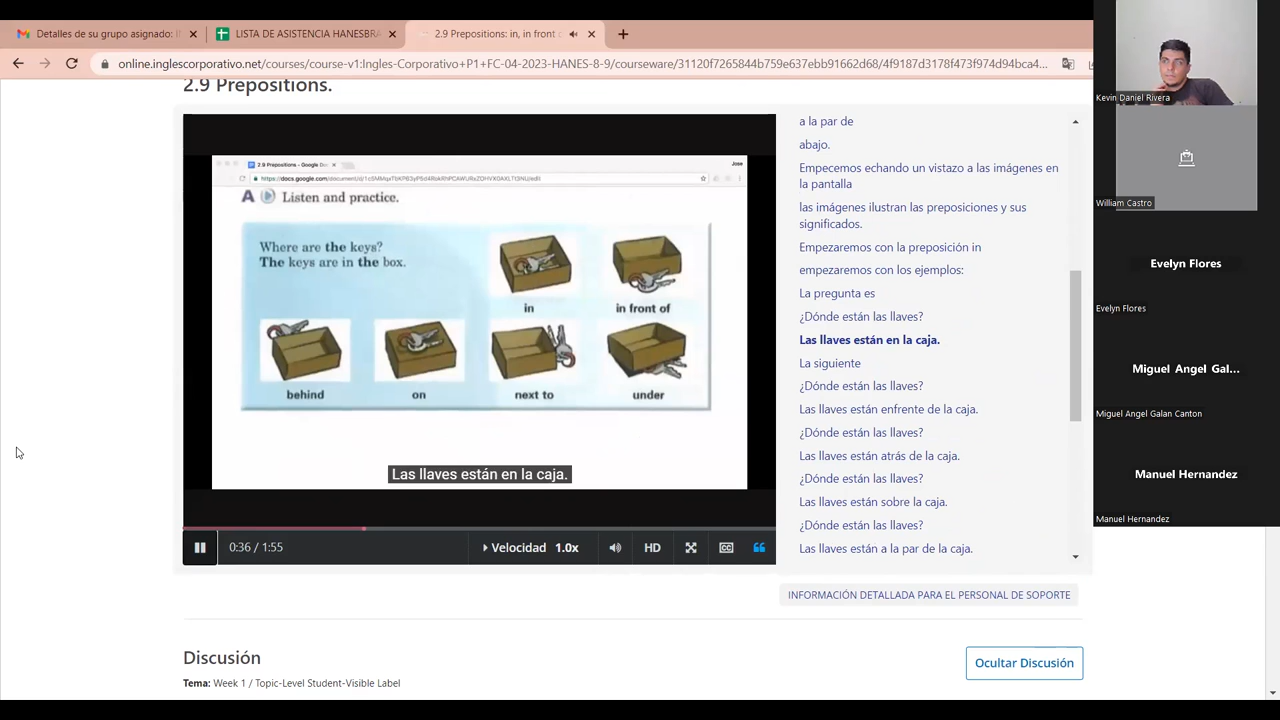 Detalles de su grupo asignado: I
LISTA DE ASISTENCIA HANESBRA
2.9 Prepositions: in, in front o
online.inglescorporativo.net/courses/course-v1:Ingles-Corporativo+P1+FC-04-2023-HANES-8-9/courseware/31120f7265844b759e637ebb91662d68/4f9187d3178f473f974d94bca4...
2.9 Prepositions.
2.9 Prepositions - Google Do
Jose
A Listen and practice.
Where are the keys?
The keys are in the box.
in
in front of
behind
on
next to
under
Las llaves están en la caja.
0:36 / 1:55
Velocidad 1.0x
HD
a la par de
abajo.
Empecemos echando un vistazo a las imágenes en
la pantalla
las imágenes ilustran las preposiciones y sus
significados.
Empezaremos con la preposición in
empezaremos con los ejemplos:
La pregunta es
¿Dónde están las llaves?
Las llaves están en la caja.
La siguiente
¿Dónde están las llaves?
Las llaves están enfrente de la caja.
¿Dónde están las llaves?
Las llaves están atrás de la caja.
¿Dónde están las llaves?
Las llaves están sobre la caja.
¿Dónde están las llaves?
Las llaves están a la par de la caja.
INFORMACIÓN DETALLADA PARA EL PERSONAL DE SOPORTE
Discusión
Ocultar Discusión
Tema: Week 1 / Topic-Level Student-Visible Label
Kevin Daniel Rivera
William Castro
Evelyn Flores
Evelyn Flores
Miguel Angel Gal...
Miguel Angel Galan Canton
Manuel Hernandez
Manuel Hernandez